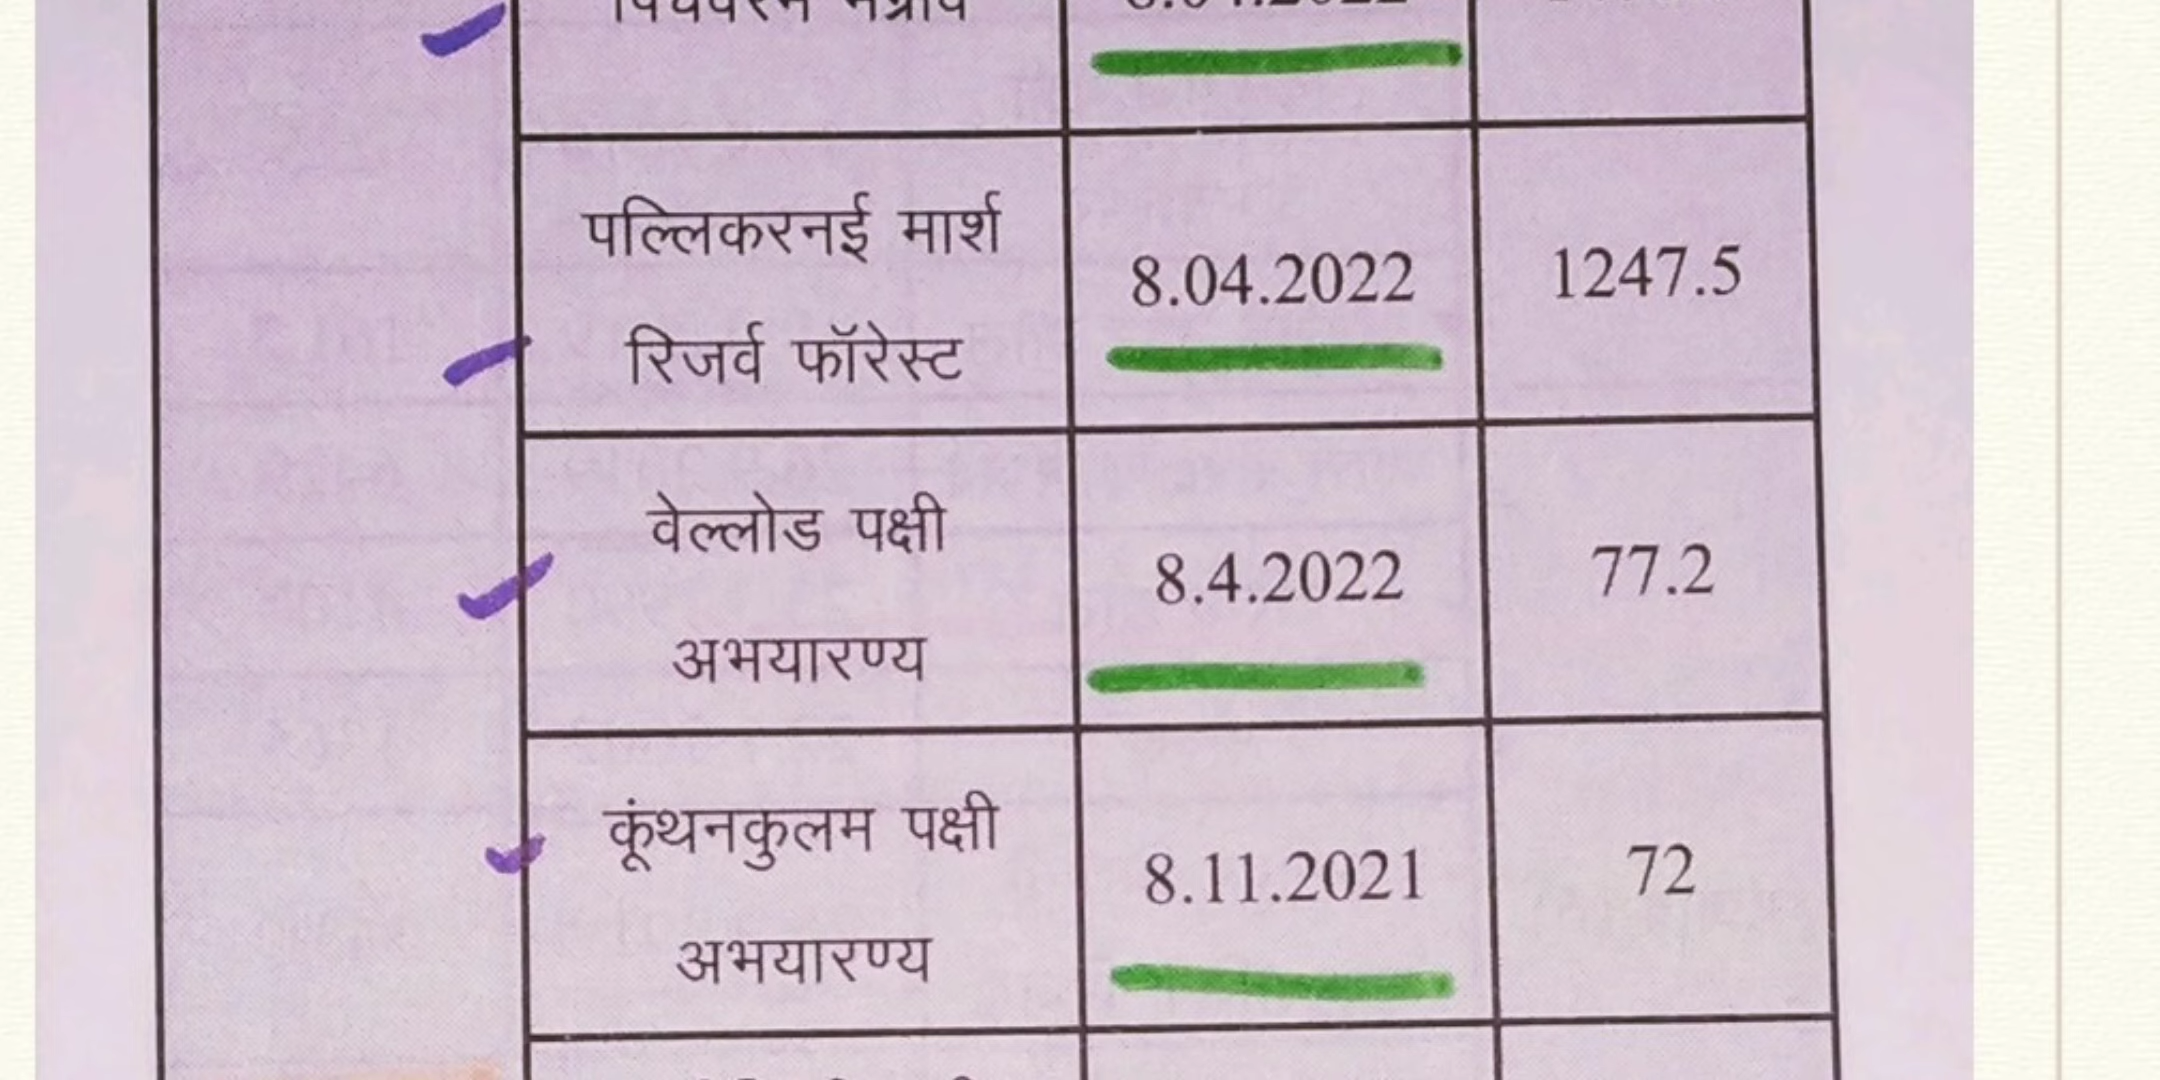 पल्लिकरनई मार्श
रिजर्व फॉरेस्ट
8.04.2022
1247.5
वेल्लोड पक्षी
अभयारण्य
8.4.2022
77.2
कूंथनकुलम पक्षी
अभयारण्य
8.11.2021
72